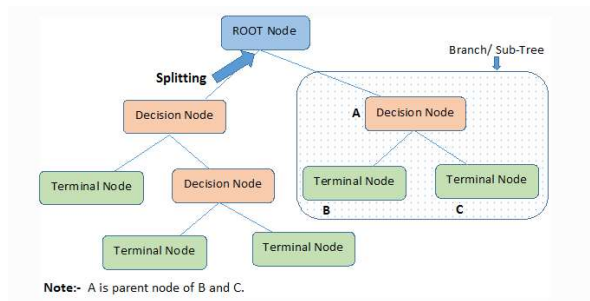 ROOT Node
Branch/ Sub-Tree
Splitting
A
Decision Node
Decision Node
Terminal Node
Decision Node
Terminal Node
Terminal Node
B
C
Terminal Node
Terminal Node
Note:- A is parent node of B and C.